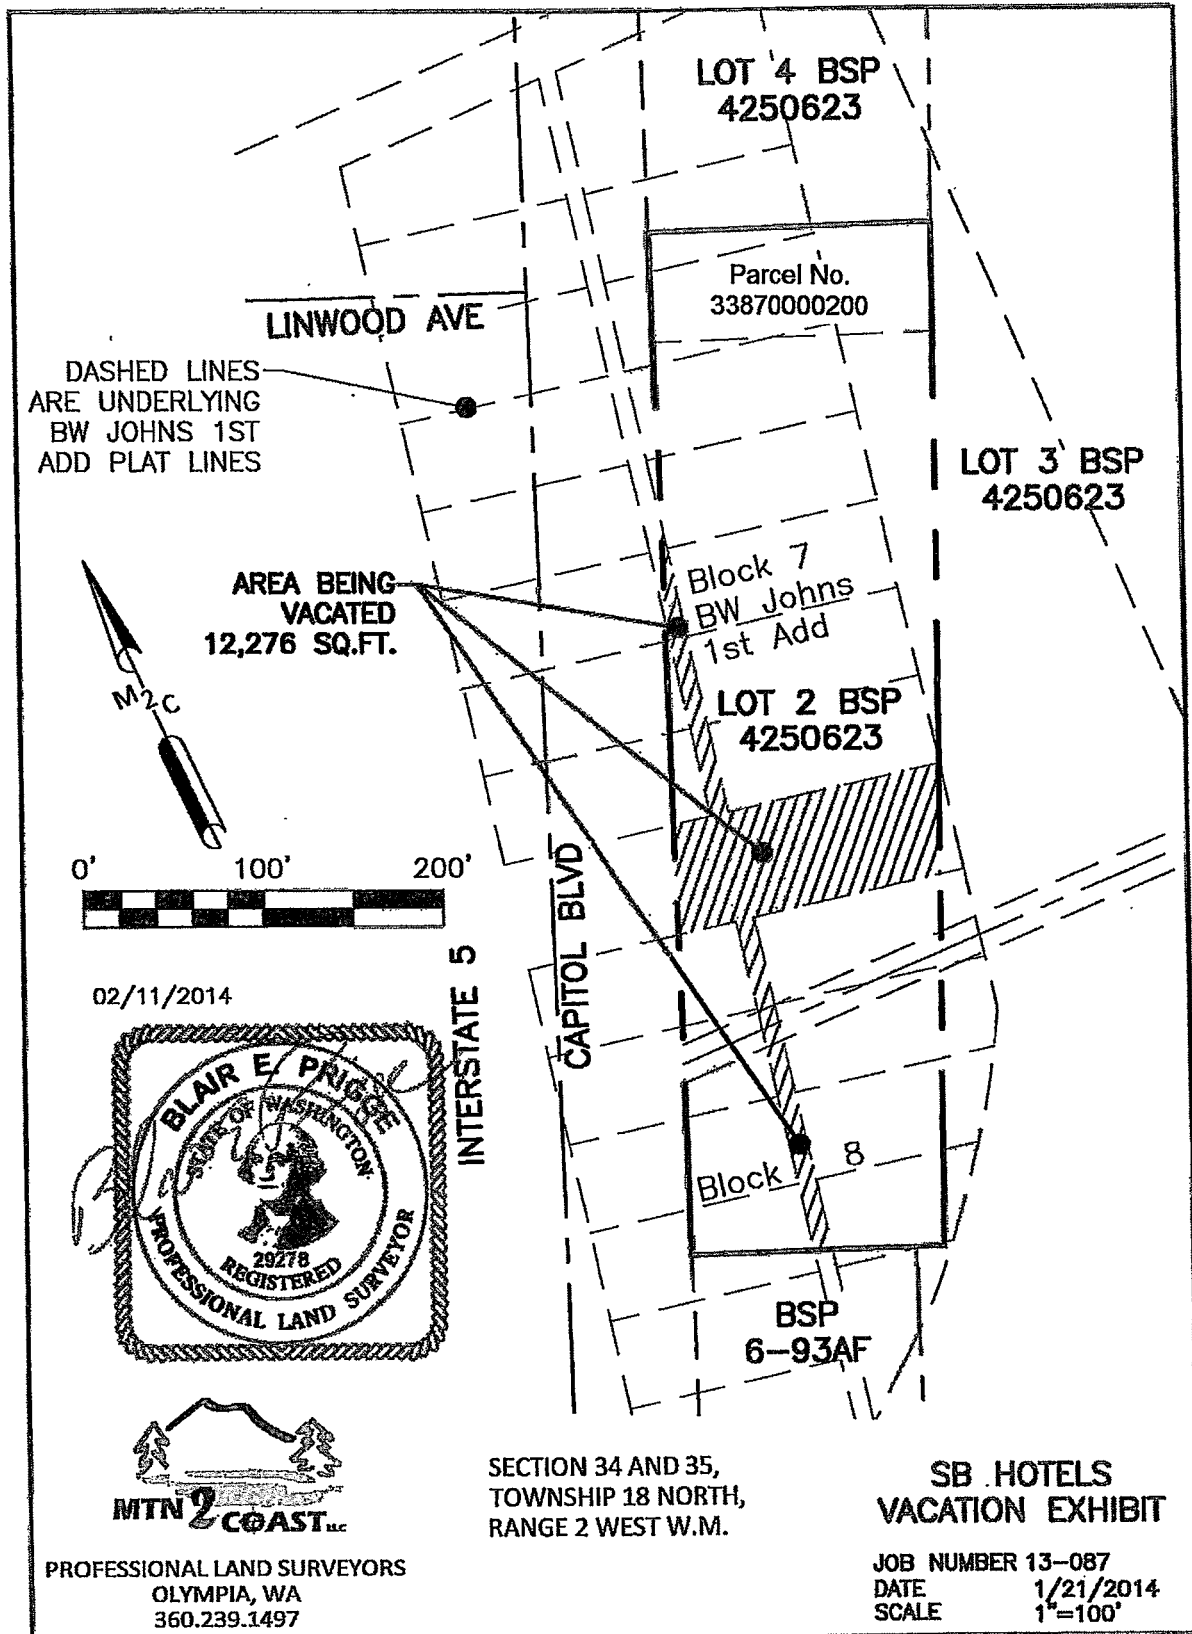 LOT 4 BSP
4250623
Parcel No.
33870000200
LINWOOD AVE
DASHED LINES
ARE UNDERLYING
BW JOHNS 1ST
ADD PLAT LINES
LOT 3 BSP
4250623
AREA BEING
VACATED
12,276 SQ.FT.
Block 7
BW Johns
1st Add
M2C
LOT 2 BSP
4250623
0' 100' 200'
CAPITOL BLVD
INTERSTATE 5
02/11/2014
BLAIR E. PRIGGE
STATE OF WASHINGTON
29278
REGISTERED
PROFESSIONAL LAND SURVEYOR
Block 8
BSP
6-93AF
MTN 2 COAST LLC
PROFESSIONAL LAND SURVEYORS
OLYMPIA, WA
360.239.1497
SECTION 34 AND 35,
TOWNSHIP 18 NORTH,
RANGE 2 WEST W.M.
SB HOTELS
VACATION EXHIBIT
JOB NUMBER 13-087
DATE 1/21/2014
SCALE 1"=100'